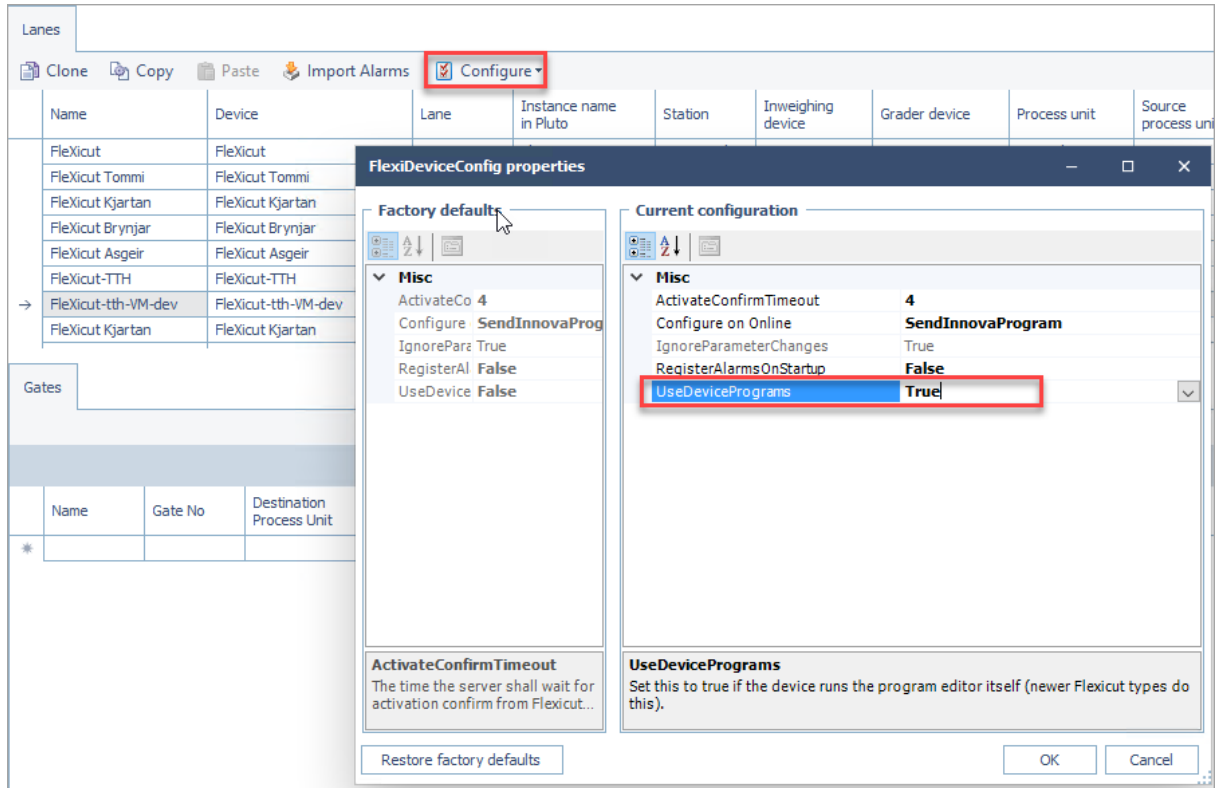 Lanes
Clone Copy Paste Import Alarms Configure
Name Device Lane Instance name in Pluto Station Inweighing device Grader device Process unit Source process uni
FleXicut FleXicut
FleXicut Tommi FleXicut Tommi
FleXicut Kjartan FleXicut Kjartan
FleXicut Brynjar FleXicut Brynjar
FleXicut Asgeir FleXicut Asgeir
FleXicut-TTH FleXicut-TTH
FleXicut-tth-VM-dev FleXicut-tth-VM-dev
FleXicut Kjartan FleXicut Kjartan
Gates
Name Gate No Destination Process Unit
FlexiDeviceConfig properties
Factory defaults
Misc
ActivateCo 4
Configure SendInnovaProg
IgnorePara True
RegisterAl False
UseDevice False
ActivateConfirmTimeout
The time the server shall wait for
activation confirm from Flexicut...
Current configuration
Misc
ActivateConfirmTimeout 4
Configure on Online SendInnovaProgram
IgnoreParameterChanges True
RegisterAlarmsOnStartup False
UseDevicePrograms True
UseDevicePrograms
Set this to true if the device runs the program editor itself (newer Flexicut types do
this).
Restore factory defaults OK Cancel